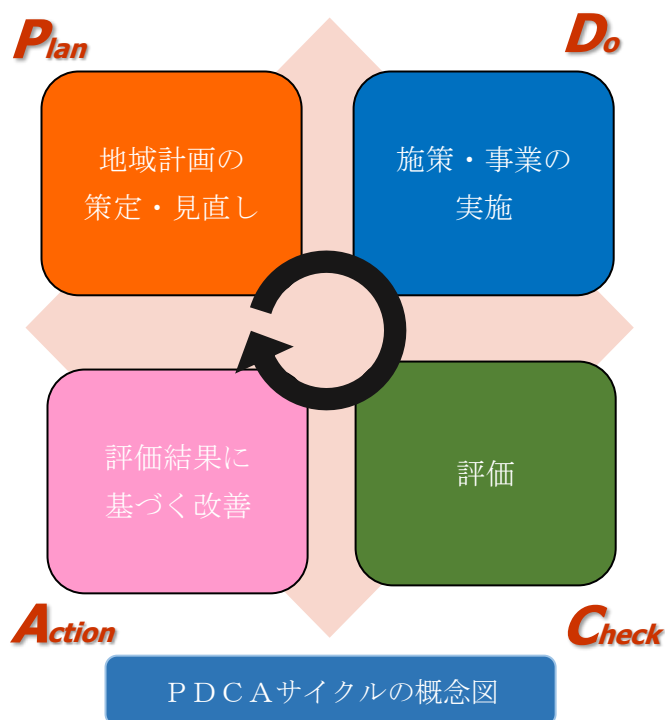 Plan
Do
地域計画の
策定・見直し
施策・事業の
実施
評価結果に
基づく改善
評価
Action
Check
ＰＤＣＡサイクルの概念図